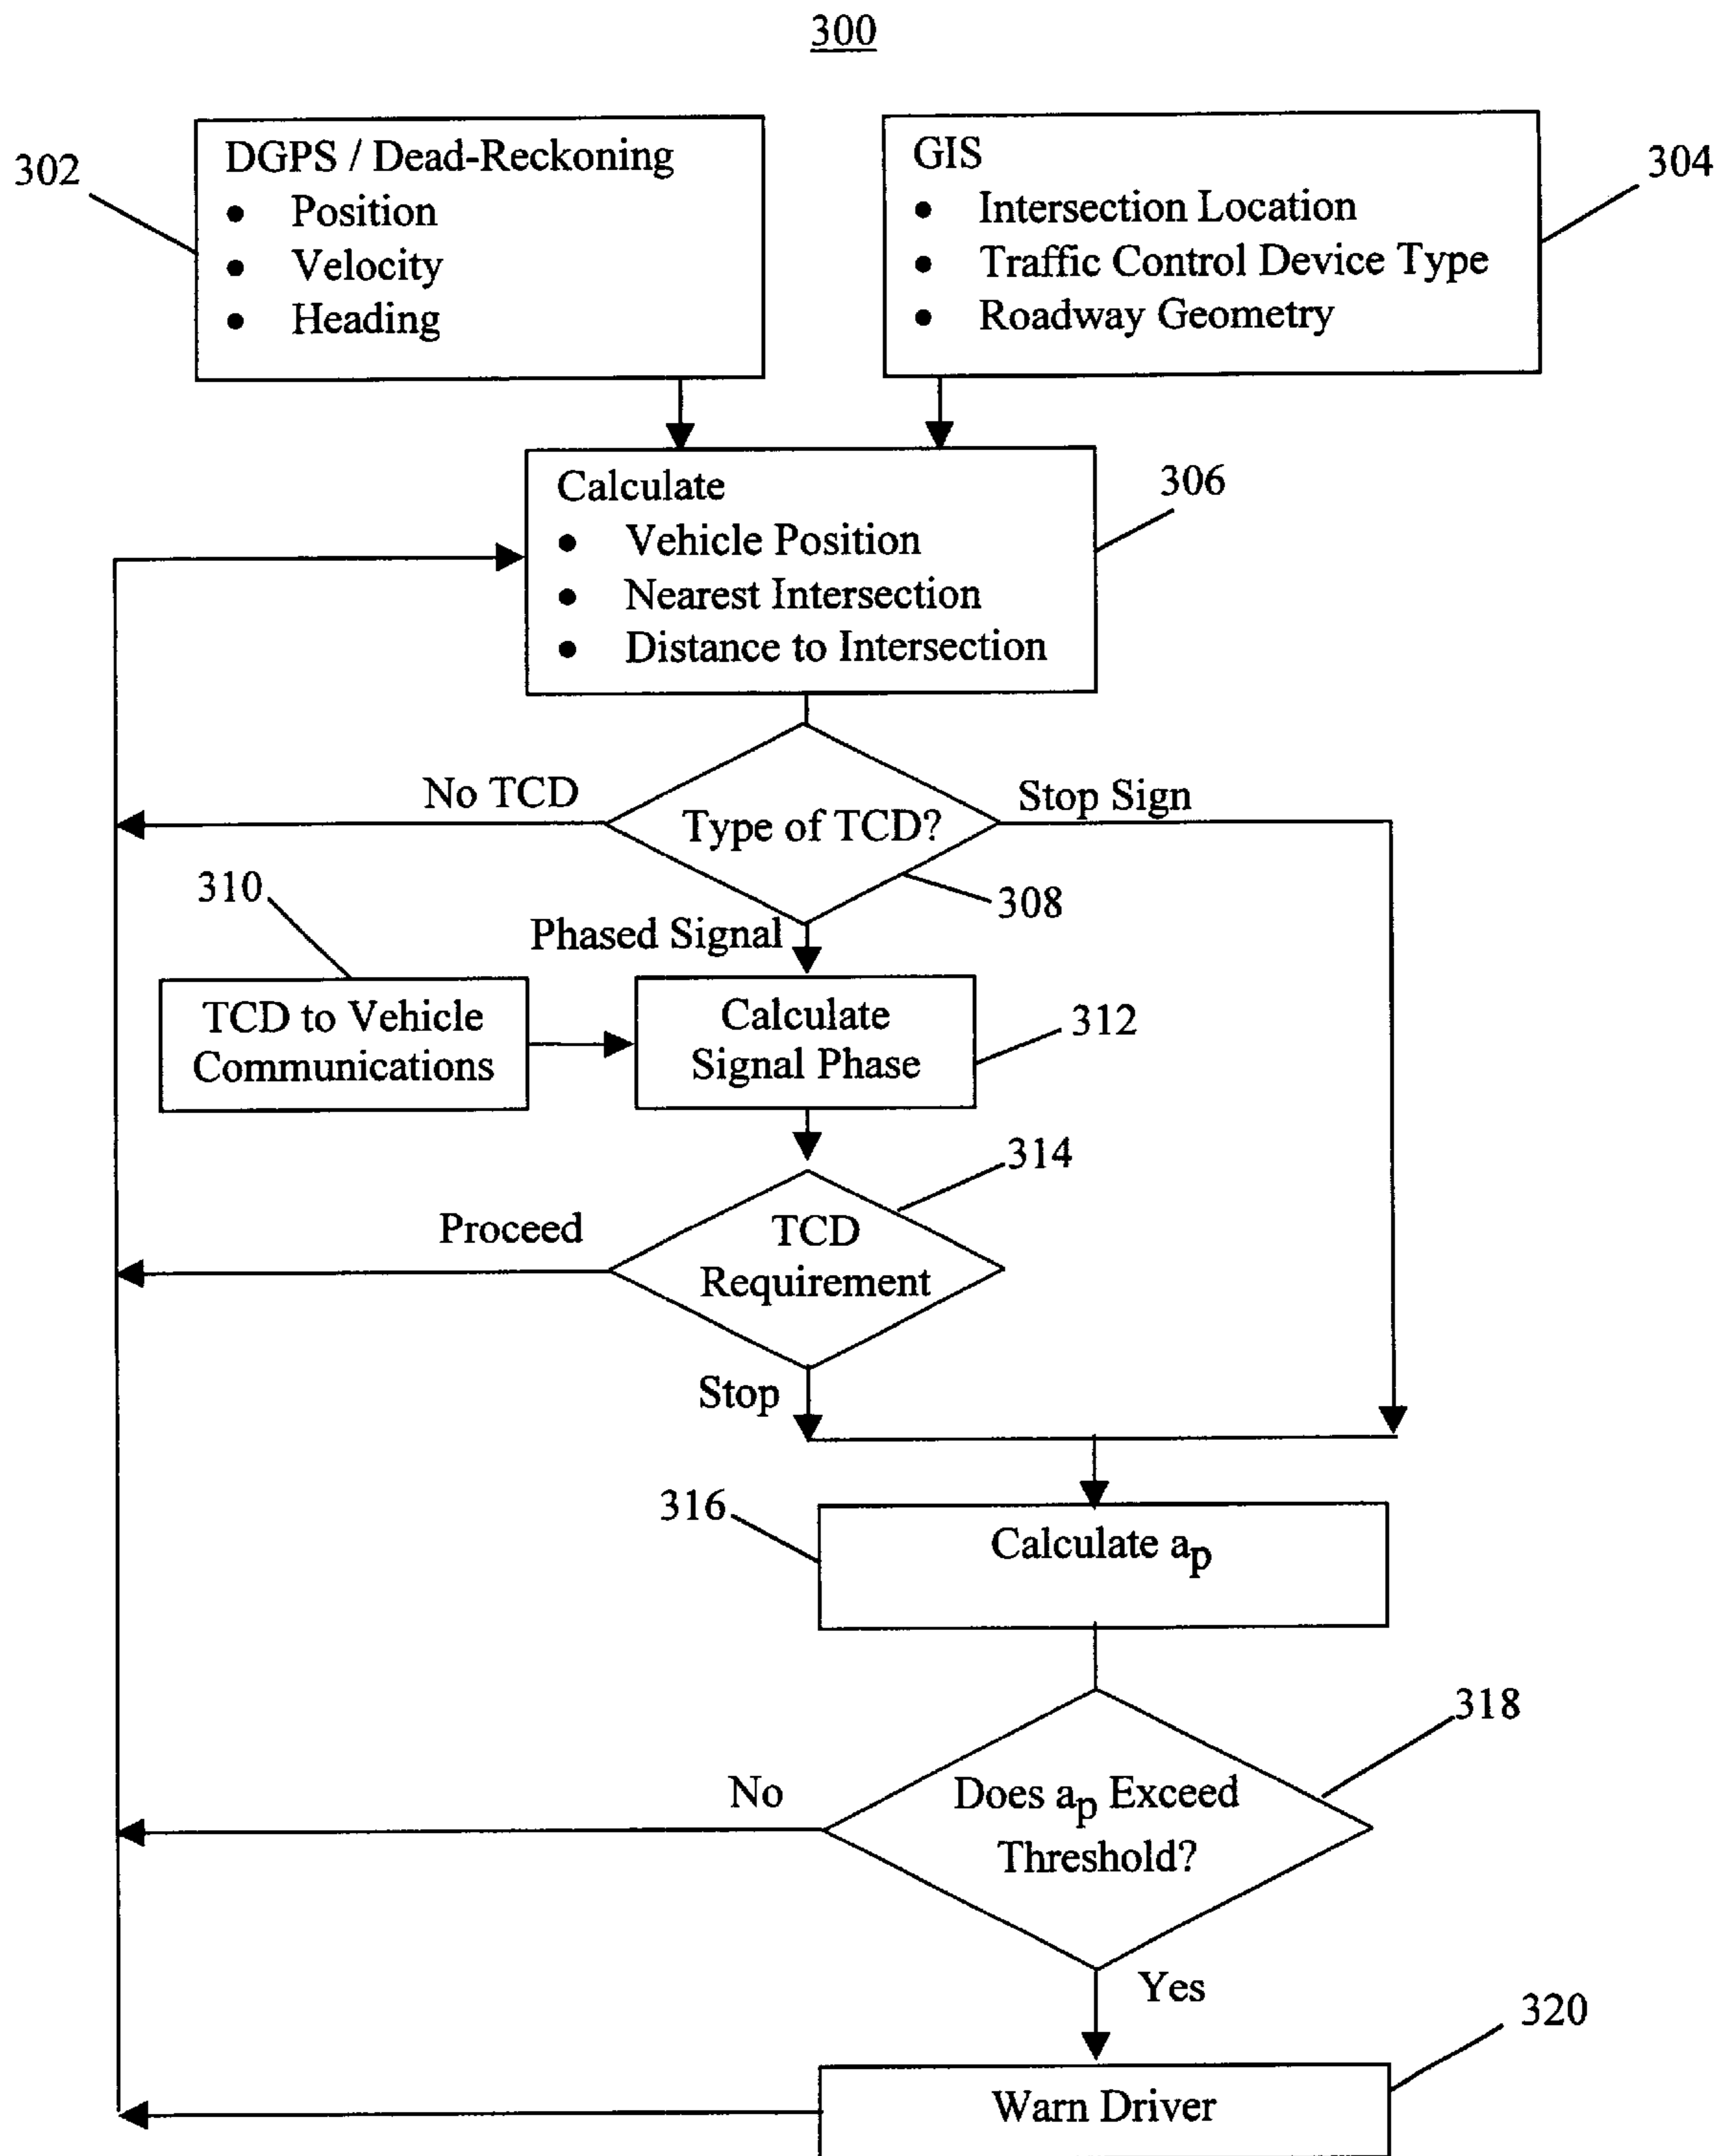 300
302
DGPS / Dead-Reckoning
• Position
• Velocity
• Heading
GIS
• Intersection Location
• Traffic Control Device Type
• Roadway Geometry
304
Calculate
• Vehicle Position
• Nearest Intersection
• Distance to Intersection
306
No TCD
Type of TCD?
Stop Sign
308
Phased Signal
310
TCD to Vehicle
Communications
Calculate
Signal Phase
312
314
Proceed
TCD
Requirement
Stop
316
Calculate ap
318
No
Does ap Exceed
Threshold?
Yes
320
Warn Driver